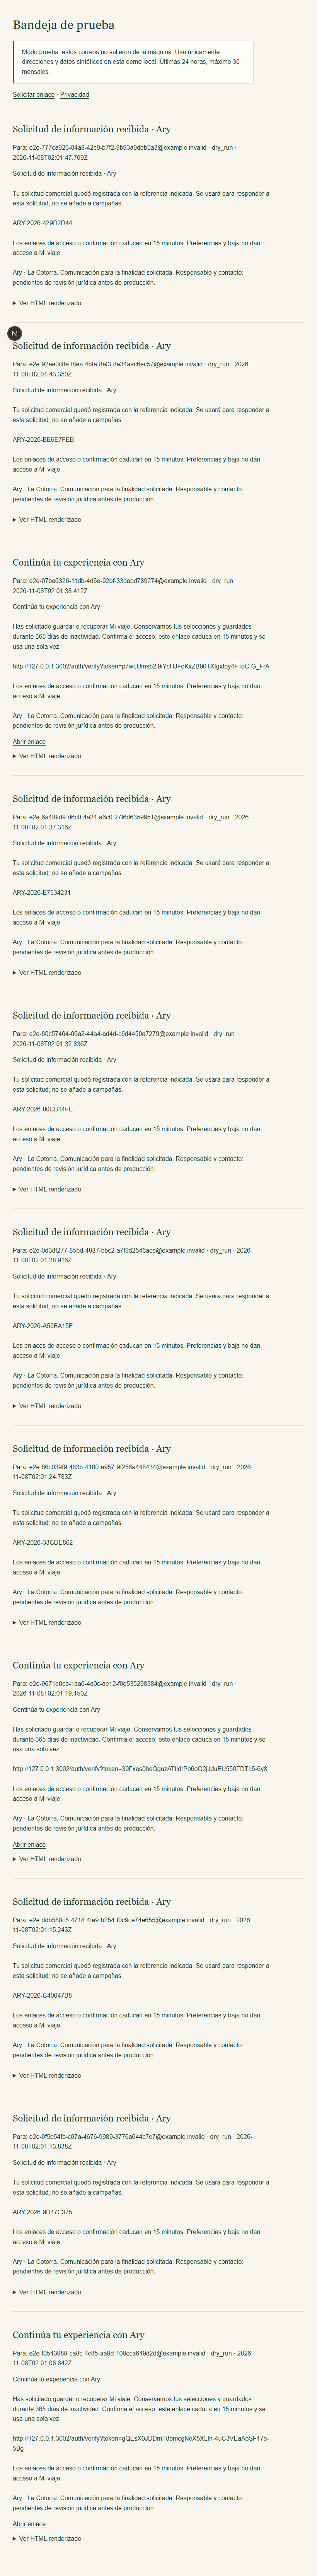 Bandeja de prueba
Modo prueba: estos correos no salieron de la máquina. Usa únicamente
direcciones y datos sintéticos en esta demo local. Últimas 24 horas, máximo 30
mensajes.
Solicitar enlace · Privacidad
Solicitud de información recibida · Ary
Para: e2e-777ca926-84a8-42c9-b7f2-9b93a9deb0a3@example.invalid · dry_run ·
2026-11-08T02:01:47.709Z
Solicitud de información recibida · Ary
Tu solicitud comercial quedó registrada con la referencia indicada. Se usará para responder a
esta solicitud; no se añade a campañas.
ARY-2026-429D2D44
Los enlaces de acceso o confirmación caducan en 15 minutos. Preferencias y baja no dan
acceso a Mi viaje.
Ary · La Cotorra. Comunicación para la finalidad solicitada. Responsable y contacto:
pendientes de revisión jurídica antes de producción.
▶ Ver HTML renderizado
N
Solicitud de información recibida · Ary
Para: e2e-92ee0c8e-f8ea-4bfe-8ef3-8e34a9c6ec57@example.invalid · dry_run · 2026-
11-08T02:01:43.350Z
Solicitud de información recibida · Ary
Tu solicitud comercial quedó registrada con la referencia indicada. Se usará para responder a
esta solicitud; no se añade a campañas.
ARY-2026-BE6E7FEB
Los enlaces de acceso o confirmación caducan en 15 minutos. Preferencias y baja no dan
acceso a Mi viaje.
Ary · La Cotorra. Comunicación para la finalidad solicitada. Responsable y contacto:
pendientes de revisión jurídica antes de producción.
▶ Ver HTML renderizado
Continúa tu experiencia con Ary
Para: e2e-07ba6326-11db-4d6e-92bf-33dabd789274@example.invalid · dry_run ·
2026-11-08T02:01:38.412Z
Continúa tu experiencia con Ary
Has solicitado guardar o recuperar Mi viaje. Conservamos tus selecciones y guardados
durante 365 días de inactividad. Confirma el acceso; este enlace caduca en 15 minutos y se
usa una sola vez.
Los enlaces de acceso o confirmación caducan en 15 minutos. Preferencias y baja no dan
acceso a Mi viaje.
Ary · La Cotorra. Comunicación para la finalidad solicitada. Responsable y contacto:
pendientes de revisión jurídica antes de producción.
Abrir enlace
▶ Ver HTML renderizado
Solicitud de información recibida · Ary
Para: e2e-6a4f8fd9-d6c0-4a24-a6c0-27f6d6359951@example.invalid · dry_run · 2026-
11-08T02:01:37.316Z
Solicitud de información recibida · Ary
Tu solicitud comercial quedó registrada con la referencia indicada. Se usará para responder a
esta solicitud; no se añade a campañas.
ARY-2026-E7534231
Los enlaces de acceso o confirmación caducan en 15 minutos. Preferencias y baja no dan
acceso a Mi viaje.
Ary · La Cotorra. Comunicación para la finalidad solicitada. Responsable y contacto:
pendientes de revisión jurídica antes de producción.
▶ Ver HTML renderizado
Solicitud de información recibida · Ary
Para: e2e-60c57464-06a2-44a4-ad4d-c6d4450a7279@example.invalid · dry_run ·
2026-11-08T02:01:32.836Z
Solicitud de información recibida · Ary
Tu solicitud comercial quedó registrada con la referencia indicada. Se usará para responder a
esta solicitud; no se añade a campañas.
ARY-2026-80CB14FE
Los enlaces de acceso o confirmación caducan en 15 minutos. Preferencias y baja no dan
acceso a Mi viaje.
Ary · La Cotorra. Comunicación para la finalidad solicitada. Responsable y contacto:
pendientes de revisión jurídica antes de producción.
▶ Ver HTML renderizado
Solicitud de información recibida · Ary
Para: e2e-0d38f277-85bd-4887-bbc2-a7f9d2546ace@example.invalid · dry_run · 2026-
11-08T02:01:28.916Z
Solicitud de información recibida · Ary
Tu solicitud comercial quedó registrada con la referencia indicada. Se usará para responder a
esta solicitud; no se añade a campañas.
ARY-2026-A50BA15E
Los enlaces de acceso o confirmación caducan en 15 minutos. Preferencias y baja no dan
acceso a Mi viaje.
Ary · La Cotorra. Comunicación para la finalidad solicitada. Responsable y contacto:
pendientes de revisión jurídica antes de producción.
▶ Ver HTML renderizado
Solicitud de información recibida · Ary
Para: e2e-86c039f9-483b-4100-a957-9f256a448434@example.invalid · dry_run · 2026-
11-08T02:01:24.783Z
Solicitud de información recibida · Ary
Tu solicitud comercial quedó registrada con la referencia indicada. Se usará para responder a
esta solicitud; no se añade a campañas.
ARY-2026-33CDE802
Los enlaces de acceso o confirmación caducan en 15 minutos. Preferencias y baja no dan
acceso a Mi viaje.
Ary · La Cotorra. Comunicación para la finalidad solicitada. Responsable y contacto:
pendientes de revisión jurídica antes de producción.
▶ Ver HTML renderizado
Continúa tu experiencia con Ary
Para: e2e-0671e0cb-1aa6-4a0c-ae12-f0e535298384@example.invalid · dry_run ·
2026-11-08T02:01:19.150Z
Continúa tu experiencia con Ary
Has solicitado guardar o recuperar Mi viaje. Conservamos tus selecciones y guardados
durante 365 días de inactividad. Confirma el acceso; este enlace caduca en 15 minutos y se
usa una sola vez.
Los enlaces de acceso o confirmación caducan en 15 minutos. Preferencias y baja no dan
acceso a Mi viaje.
Ary · La Cotorra. Comunicación para la finalidad solicitada. Responsable y contacto:
pendientes de revisión jurídica antes de producción.
Abrir enlace
▶ Ver HTML renderizado
Solicitud de información recibida · Ary
Para: e2e-ddb588c5-4718-4fa9-b254-f0c9ce74e655@example.invalid · dry_run · 2026-
11-08T02:01:15.243Z
Solicitud de información recibida · Ary
Tu solicitud comercial quedó registrada con la referencia indicada. Se usará para responder a
esta solicitud; no se añade a campañas.
ARY-2026-C40047B8
Los enlaces de acceso o confirmación caducan en 15 minutos. Preferencias y baja no dan
acceso a Mi viaje.
Ary · La Cotorra. Comunicación para la finalidad solicitada. Responsable y contacto:
pendientes de revisión jurídica antes de producción.
▶ Ver HTML renderizado
Solicitud de información recibida · Ary
Para: e2e-0f5b54fb-c07a-4676-9989-3776a644c7e7@example.invalid · dry_run · 2026-
11-08T02:01:13.838Z
Solicitud de información recibida · Ary
Tu solicitud comercial quedó registrada con la referencia indicada. Se usará para responder a
esta solicitud; no se añade a campañas.
ARY-2026-9D47C375
Los enlaces de acceso o confirmación caducan en 15 minutos. Preferencias y baja no dan
acceso a Mi viaje.
Ary · La Cotorra. Comunicación para la finalidad solicitada. Responsable y contacto:
pendientes de revisión jurídica antes de producción.
▶ Ver HTML renderizado
Continúa tu experiencia con Ary
Para: e2e-f0543989-ca8c-4c85-aa9d-100cca649d2d@example.invalid · dry_run · 2026-
11-08T02:01:08.842Z
Continúa tu experiencia con Ary
Has solicitado guardar o recuperar Mi viaje. Conservamos tus selecciones y guardados
durante 365 días de inactividad. Confirma el acceso; este enlace caduca en 15 minutos y se
usa una sola vez.
Los enlaces de acceso o confirmación caducan en 15 minutos. Preferencias y baja no dan
acceso a Mi viaje.
Ary · La Cotorra. Comunicación para la finalidad solicitada. Responsable y contacto:
pendientes de revisión jurídica antes de producción.
Abrir enlace
▶ Ver HTML renderizado